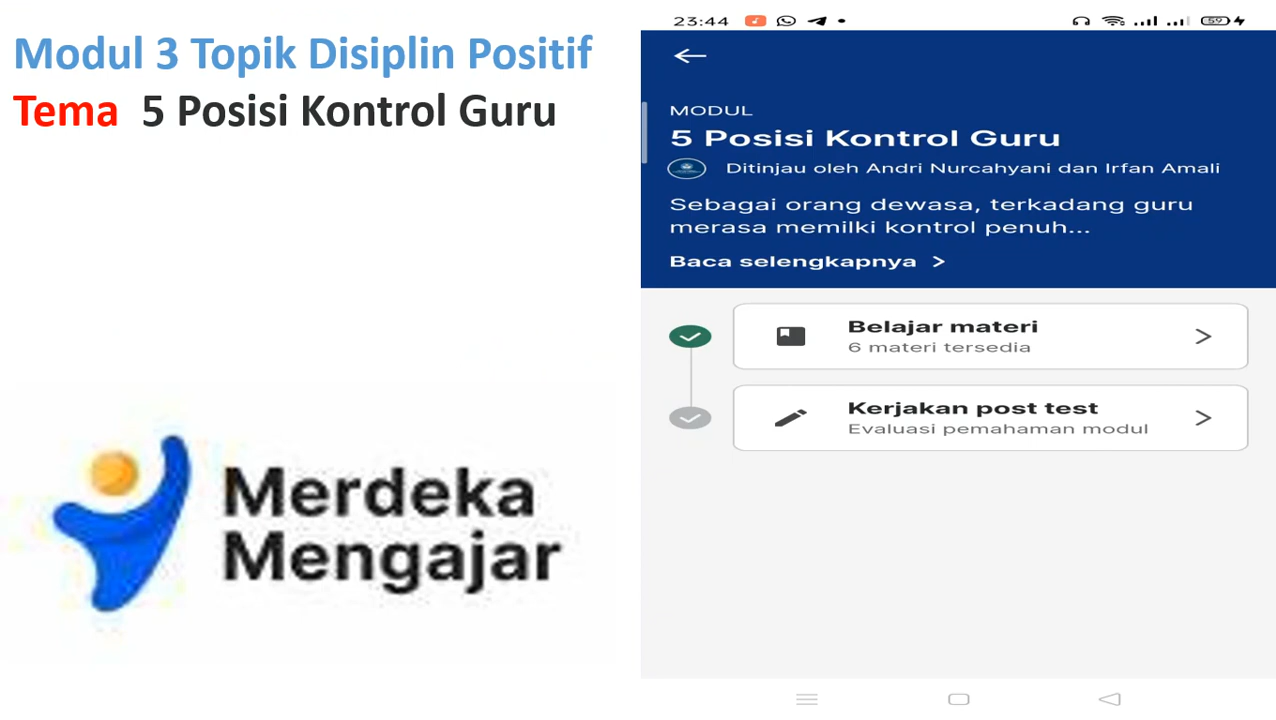 Modul 3 Topik Disiplin Positif
Tema 5 Posisi Kontrol Guru
Merdeka
Mengajar
23:44
59
MODUL
5 Posisi Kontrol Guru
Ditinjau oleh Andri Nurcahyani dan Irfan Amali
Sebagai orang dewasa, terkadang guru
merasa memilki kontrol penuh...
Baca selengkapnya >
Belajar materi
6 materi tersedia
Kerjakan post test
Evaluasi pemahaman modul